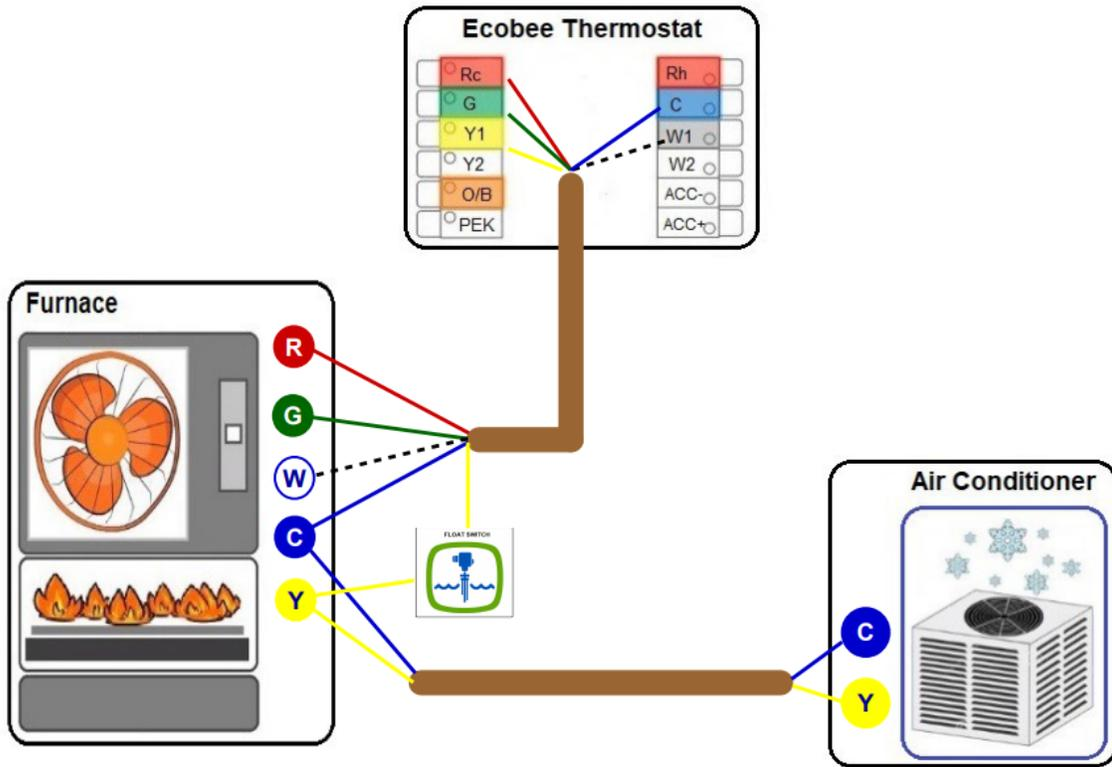 Ecobee Thermostat
Rc
Rh
G
C
Y1
W1
Y2
W2
O/B
ACC-
PEK
ACC+
Furnace
R
G
W
C
Y
FLOAT SWITCH
Air Conditioner
C
Y